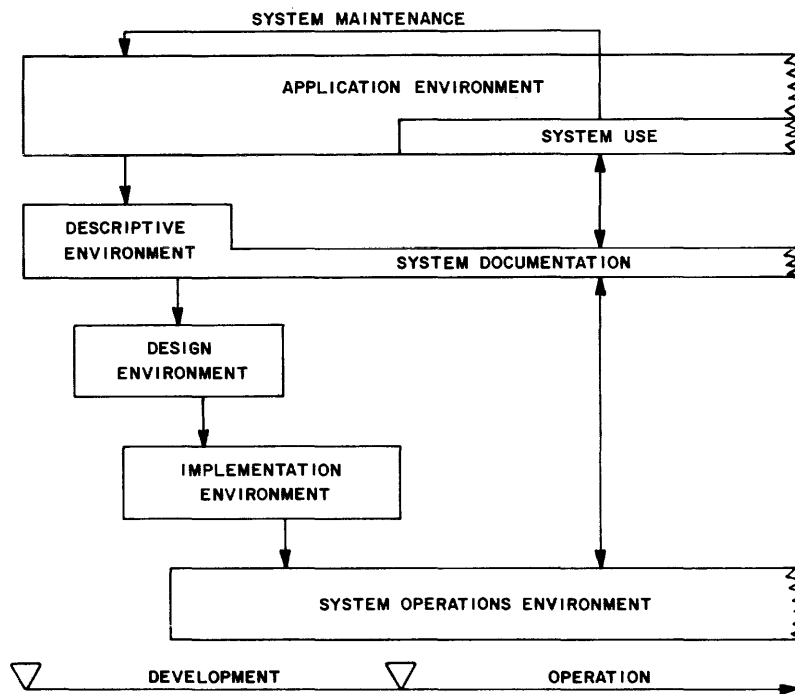 SYSTEM MAINTENANCE
APPLICATION ENVIRONMENT
SYSTEM USE
DESCRIPTIVE
ENVIRONMENT
SYSTEM DOCUMENTATION
DESIGN
ENVIRONMENT
IMPLEMENTATION
ENVIRONMENT
SYSTEM OPERATIONS ENVIRONMENT
DEVELOPMENT
OPERATION